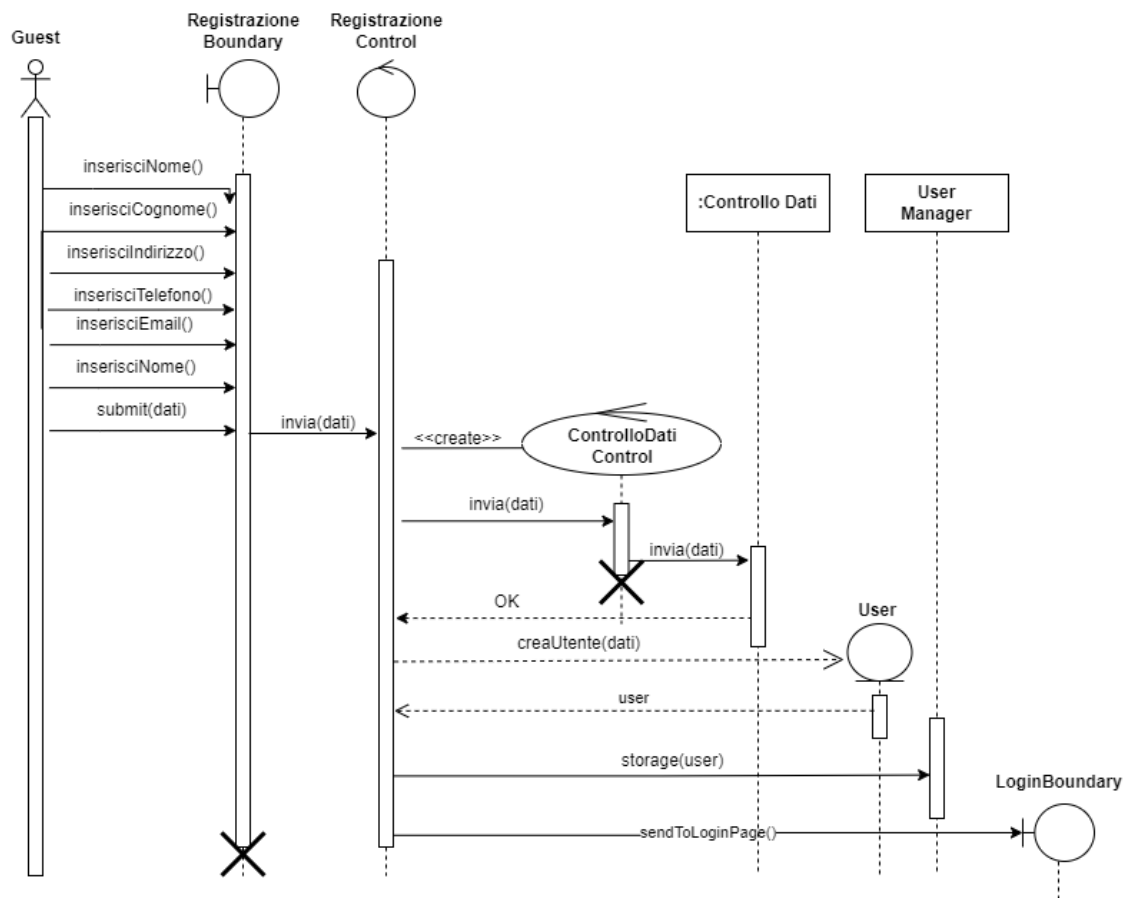 Registrazione
Boundary
Registrazione
Control
Guest
inserisciNome()
inserisciCognome()
inserisciIndirizzo()
inserisciTelefono()
inserisciEmail()
inserisciNome()
submit(dati)
:Controllo Dati
User
Manager
invia(dati)
<<create>>
ControlloDati
Control
invia(dati)
invia(dati)
OK
User
creaUtente(dati)
user
storage(user)
LoginBoundary
sendToLoginPage()